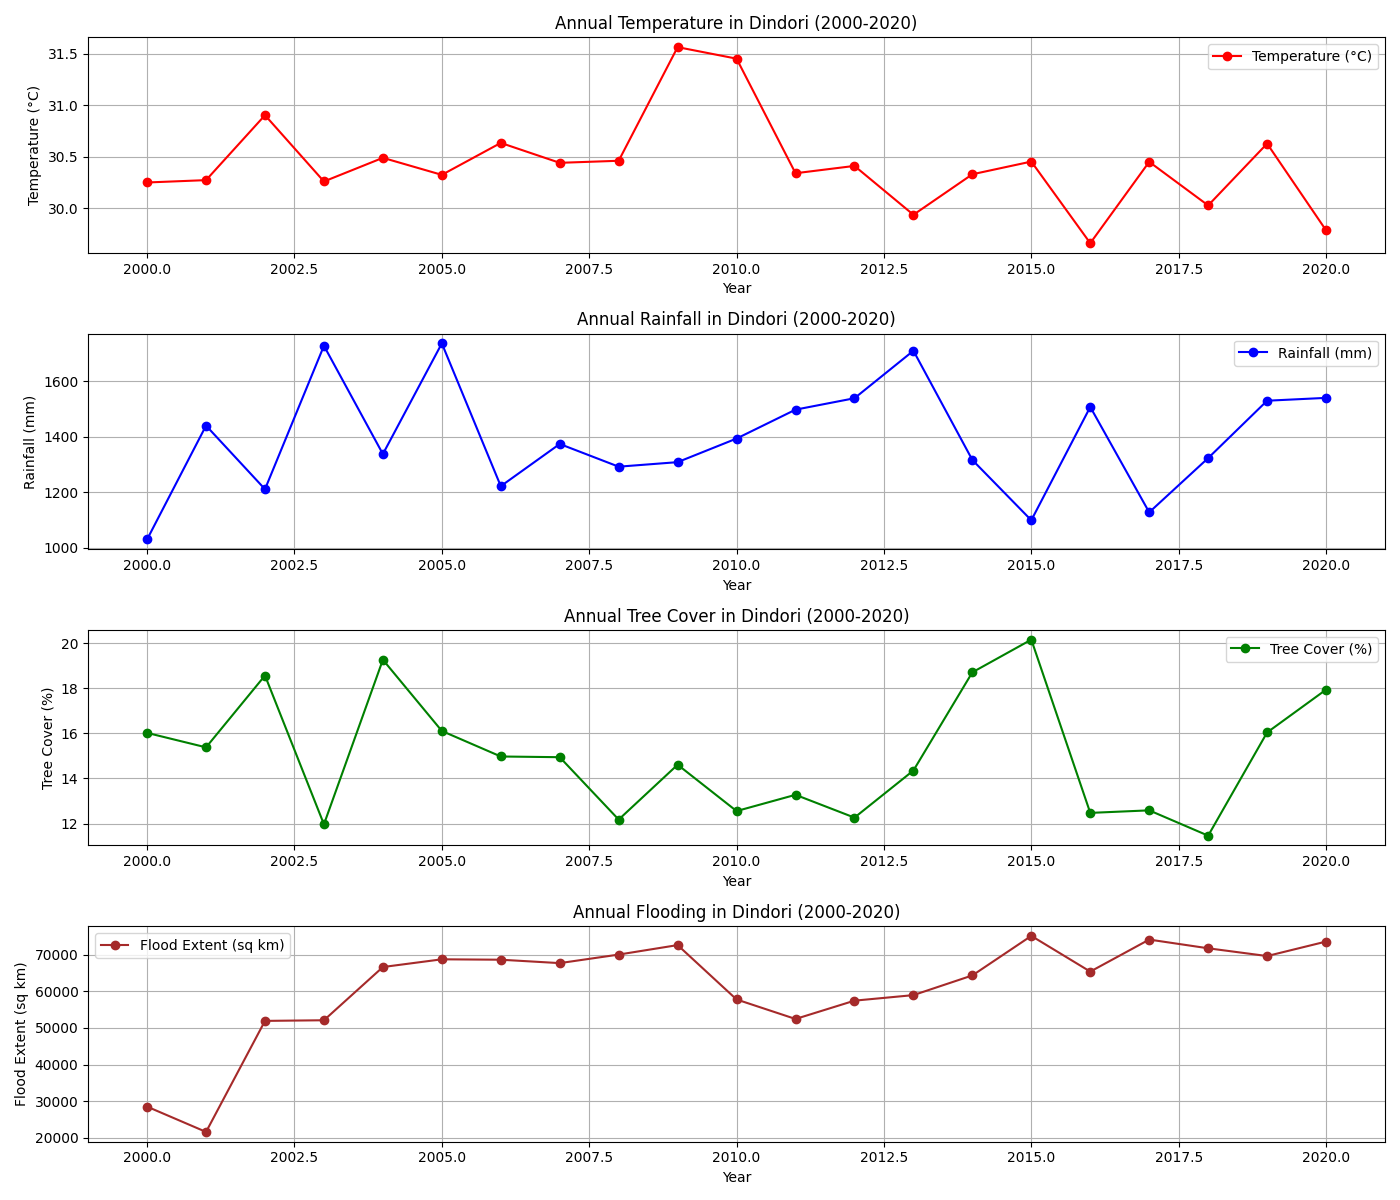 Annual Temperature in Dindori (2000-2020)
Temperature (°C)
31.5
31.0
30.5
30.0
Temperature (°C)
2000.0 2002.5 2005.0 2007.5 2010.0 2012.5 2015.0 2017.5 2020.0
Year
Annual Rainfall in Dindori (2000-2020)
Rainfall (mm)
1600
1400
1200
1000
Rainfall (mm)
2000.0 2002.5 2005.0 2007.5 2010.0 2012.5 2015.0 2017.5 2020.0
Year
Annual Tree Cover in Dindori (2000-2020)
Tree Cover (%)
20
18
16
14
12
Tree Cover (%)
2000.0 2002.5 2005.0 2007.5 2010.0 2012.5 2015.0 2017.5 2020.0
Year
Annual Flooding in Dindori (2000-2020)
Flood Extent (sq km)
70000
60000
50000
40000
30000
20000
Flood Extent (sq km)
2000.0 2002.5 2005.0 2007.5 2010.0 2012.5 2015.0 2017.5 2020.0
Year